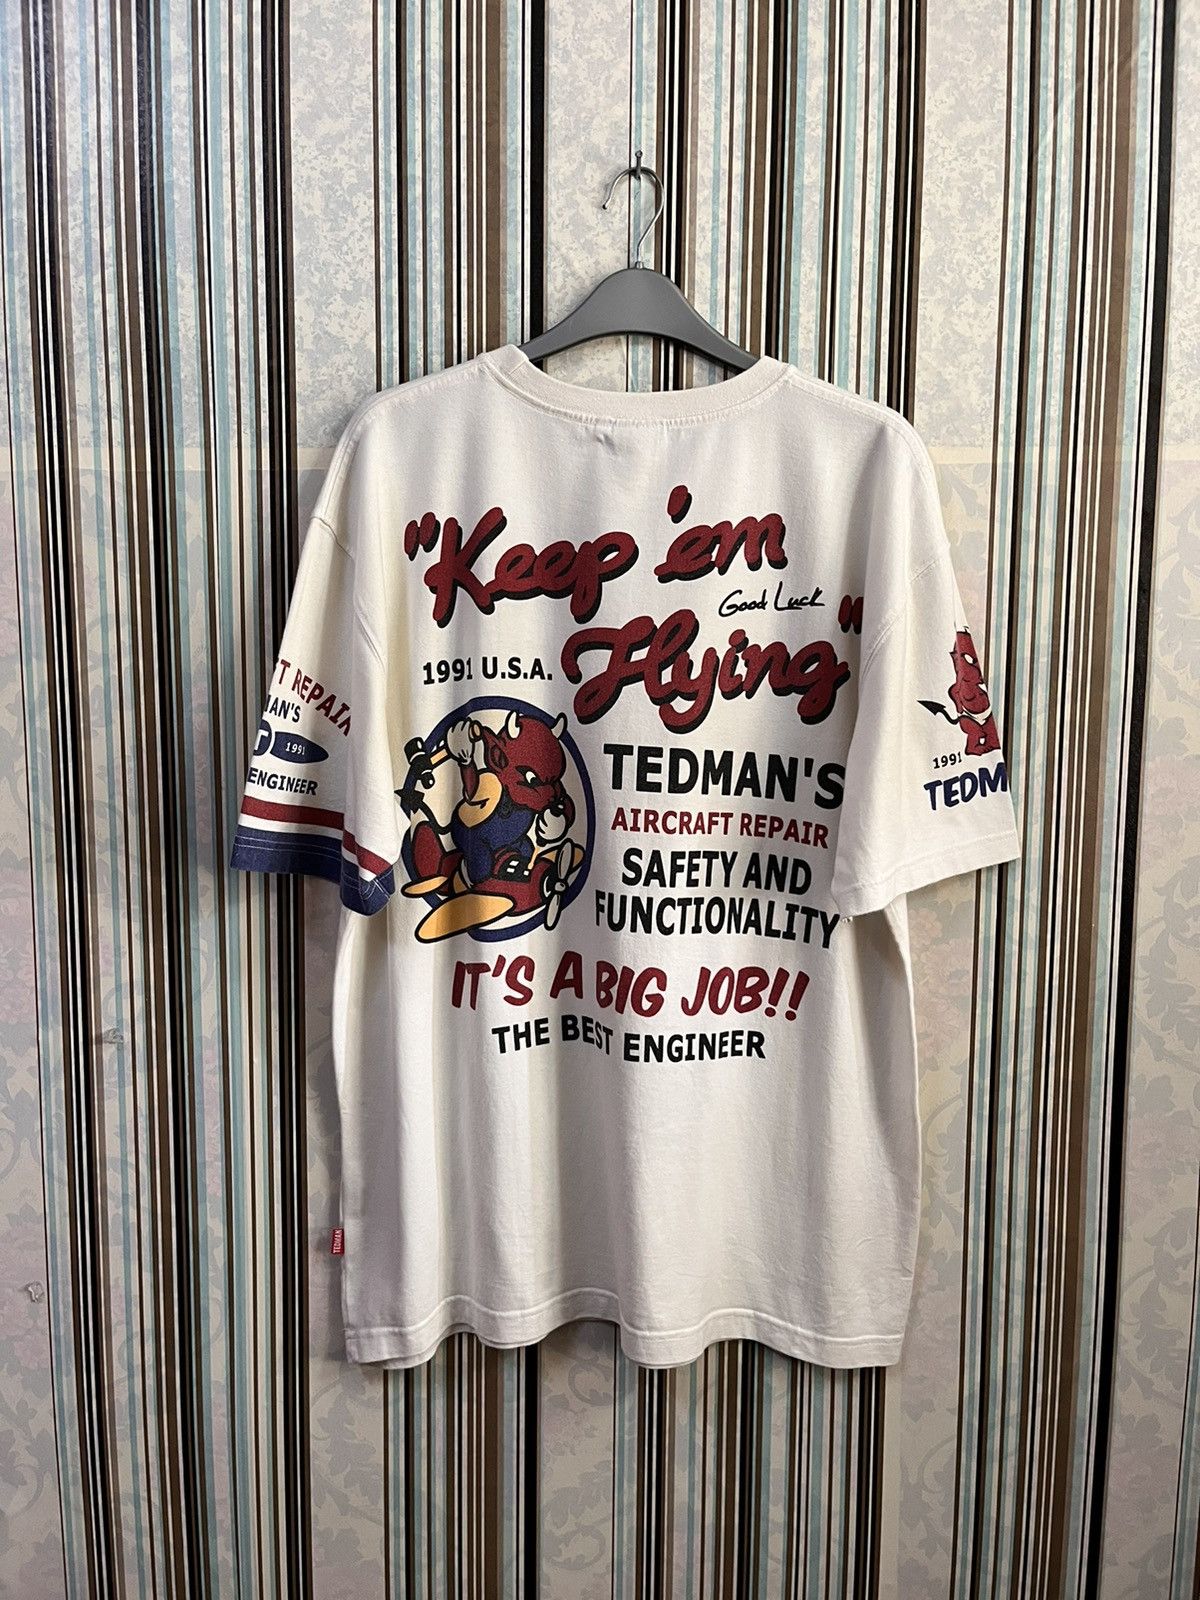 "Keep 'em
Good Luck
Flying"
1991 U.S.A.
TEDMAN'S
AIRCRAFT REPAIR
SAFETY AND
FUNCTIONALITY
IT'S A BIG JOB!!
THE BEST ENGINEER
T REPAIR
MAN'S
T 1991
ENGINEER
1991
TEDM
TEDMAN